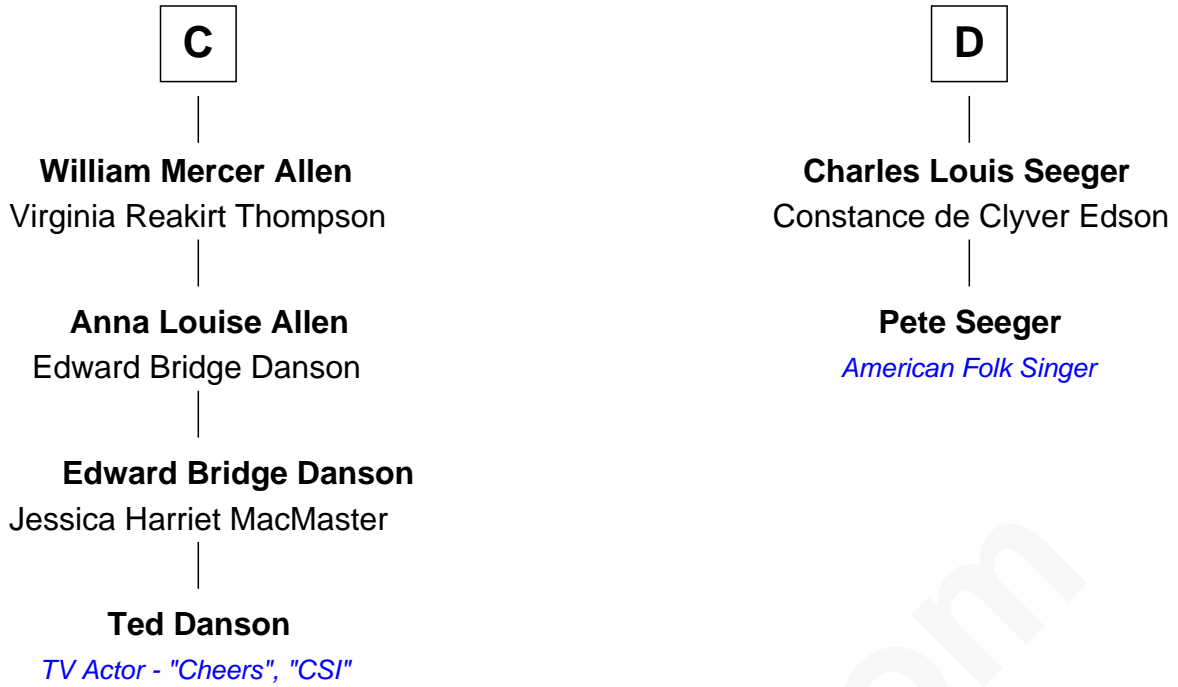 C
William Mercer Allen
Virginia Reakirt Thompson
Anna Louise Allen
Edward Bridge Danson
Edward Bridge Danson
Jessica Harriet MacMaster
Ted Danson
TV Actor - "Cheers", "CSI"
D
Charles Louis Seeger
Constance de Clyver Edson
Pete Seeger
American Folk Singer
om